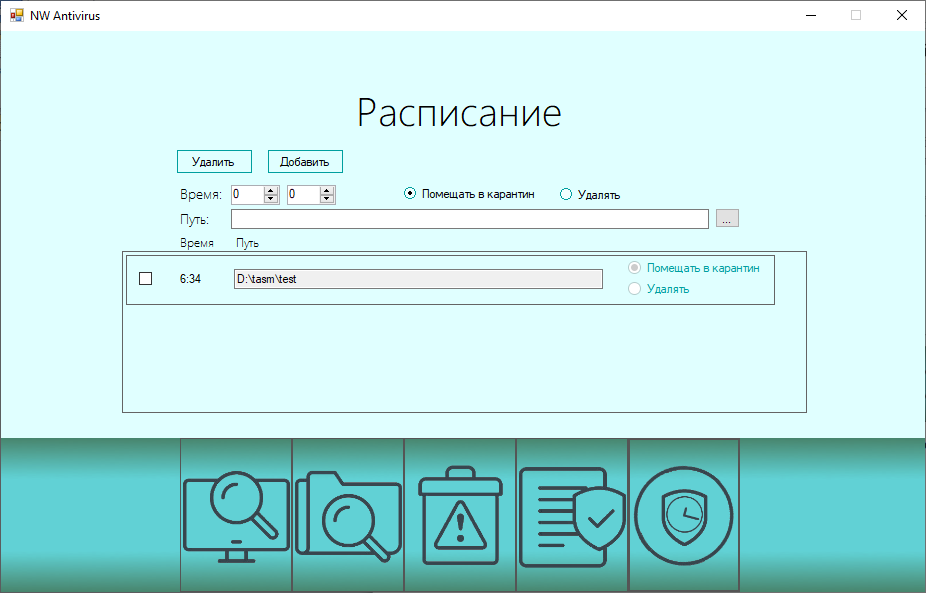 NW Antivirus
Расписание
Удалить Добавить
Время: 0 0 Помещать в карантин Удалять
Путь: ...
Время Путь
6:34 D:\tasm\test Помещать в карантин
Удалять